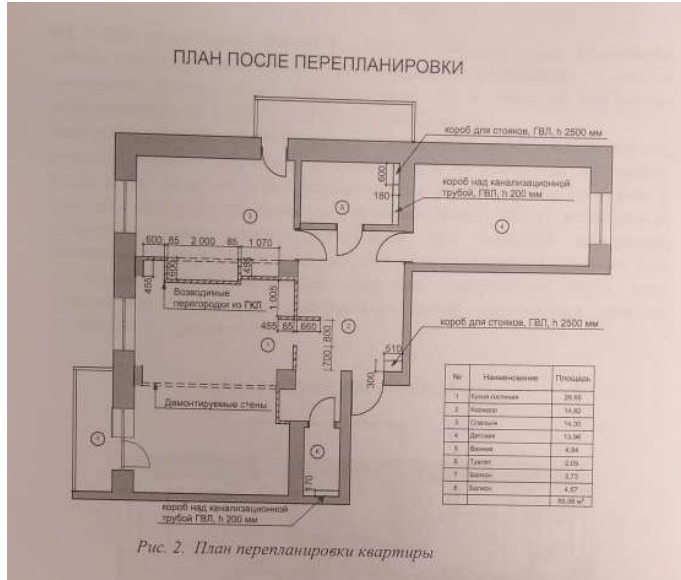 ПЛАН ПОСЛЕ ПЕРЕПЛАНИРОВКИ
короб для стояков, ГВЛ, h 2500 мм
600
короб над канализационной
трубой, ГВЛ, h 200 мм
180
3
5
4
600 85 2 000 85 1 070
600
455
455
Возводимые
перегородки из ГКЛ
1 005
455 85 660
2
1
700 800
короб для стояков, ГВЛ, h 2500 мм
510
300
Демонтируемые стены
6
170
короб над канализационной
трубой ГВЛ, h 200 мм
№ Наименование Площадь
1 Кухня-гостиная
2 Коридор 14,82
3 Спальня 14,30
4 Детская 13,96
5 Ванная 4,84
6 Туалет 2,09
7 Балкон 3,73
8 Балкон 4,57
Рис. 2. План перепланировки квартиры